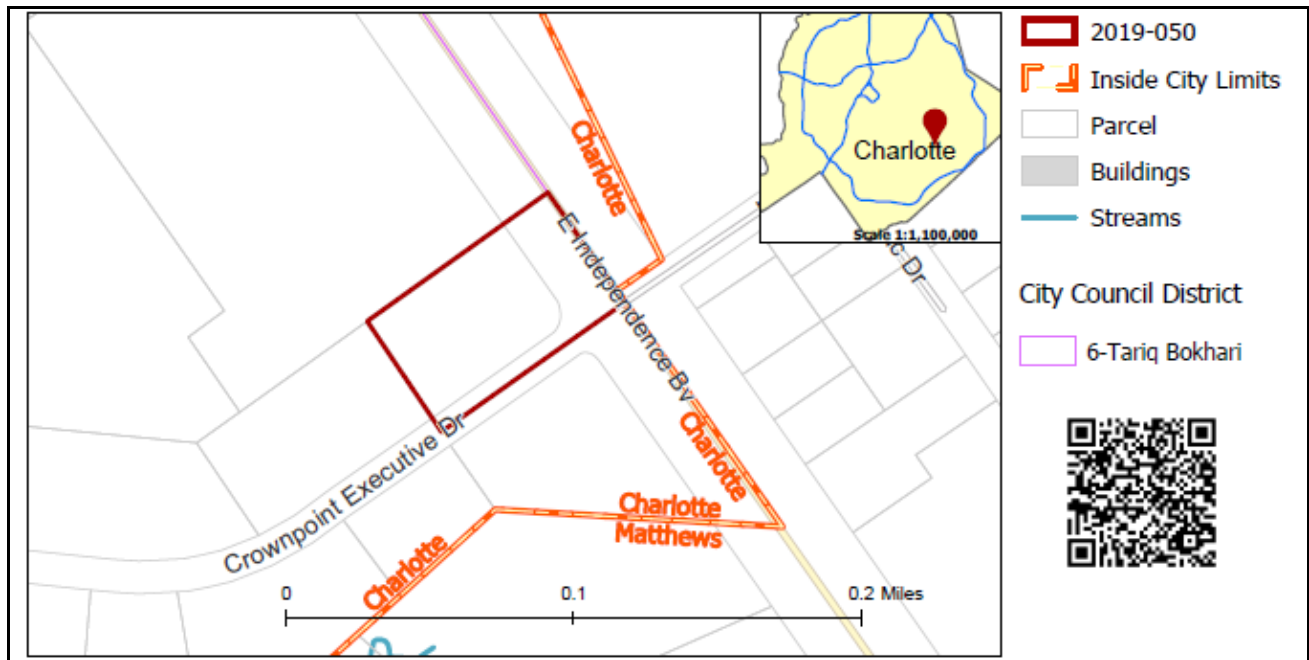 Charlotte
E Independence Bv
Charlotte
Charlotte
Matthews
Charlotte
Crownpoint Executive Dr
0
0.1
0.2 Miles
Charlotte
Scale 1:1,100,000
Dr
2019-050
Inside City Limits
Parcel
Buildings
Streams
City Council District
6-Tariq Bokhari